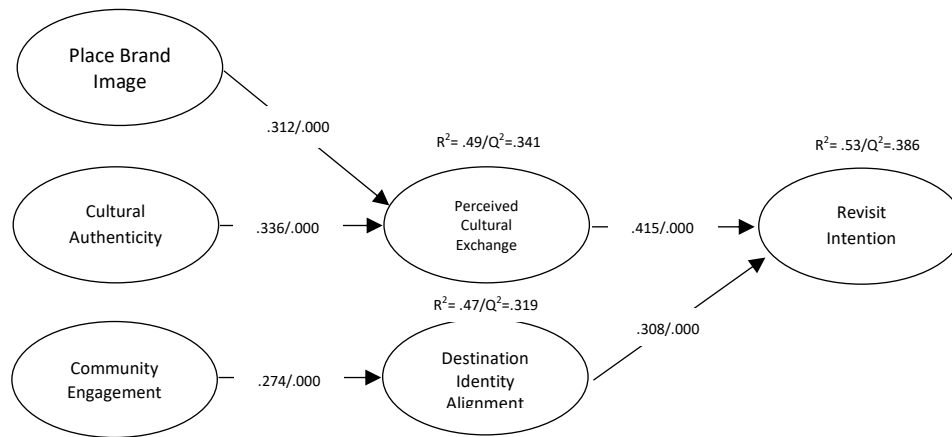 Place Brand
Image
.312/.000
R²= .49/Q²=.341
R²= .53/Q²=.386
Cultural
Authenticity
.336/.000
Perceived
Cultural
Exchange
.415/.000
Revisit
Intention
R²= .47/Q²=.319
.308/.000
Community
Engagement
.274/.000
Destination
Identity
Alignment